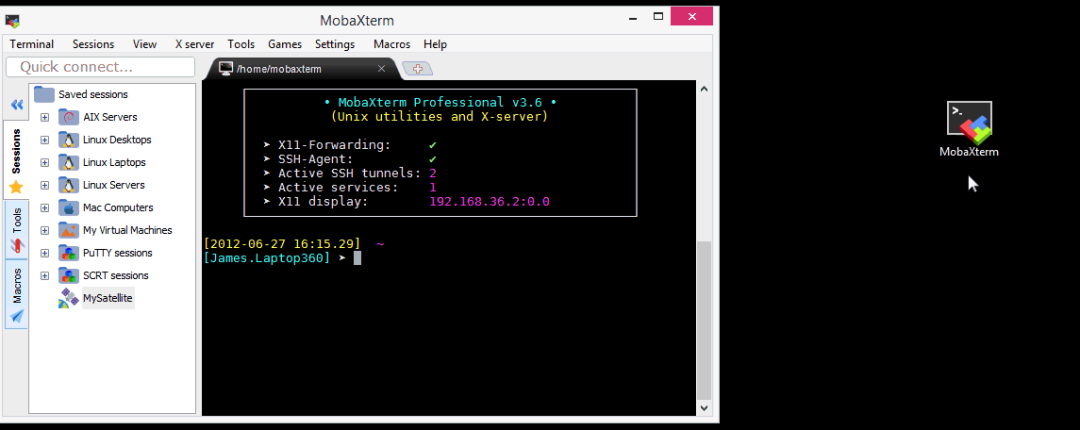 MobaXterm
Terminal Sessions View X server Tools Games Settings Macros Help
Quick connect...
/home/mobaxterm
Sessions
Tools
Macros
Saved sessions
AIX Servers
Linux Desktops
Linux Laptops
Linux Servers
Mac Computers
My Virtual Machines
PuTTY sessions
SCRT sessions
MySatellite
• MobaXterm Professional v3.6 •
(Unix utilities and X-server)
➤ X11-Forwarding: ✔
➤ SSH-Agent: ✔
➤ Active SSH tunnels: 2
➤ Active services: 1
➤ X11 display: 192.168.36.2:0.0
[2012-06-27 16:15.29] ~
[James.Laptop360] ➤
>.
MobaXterm